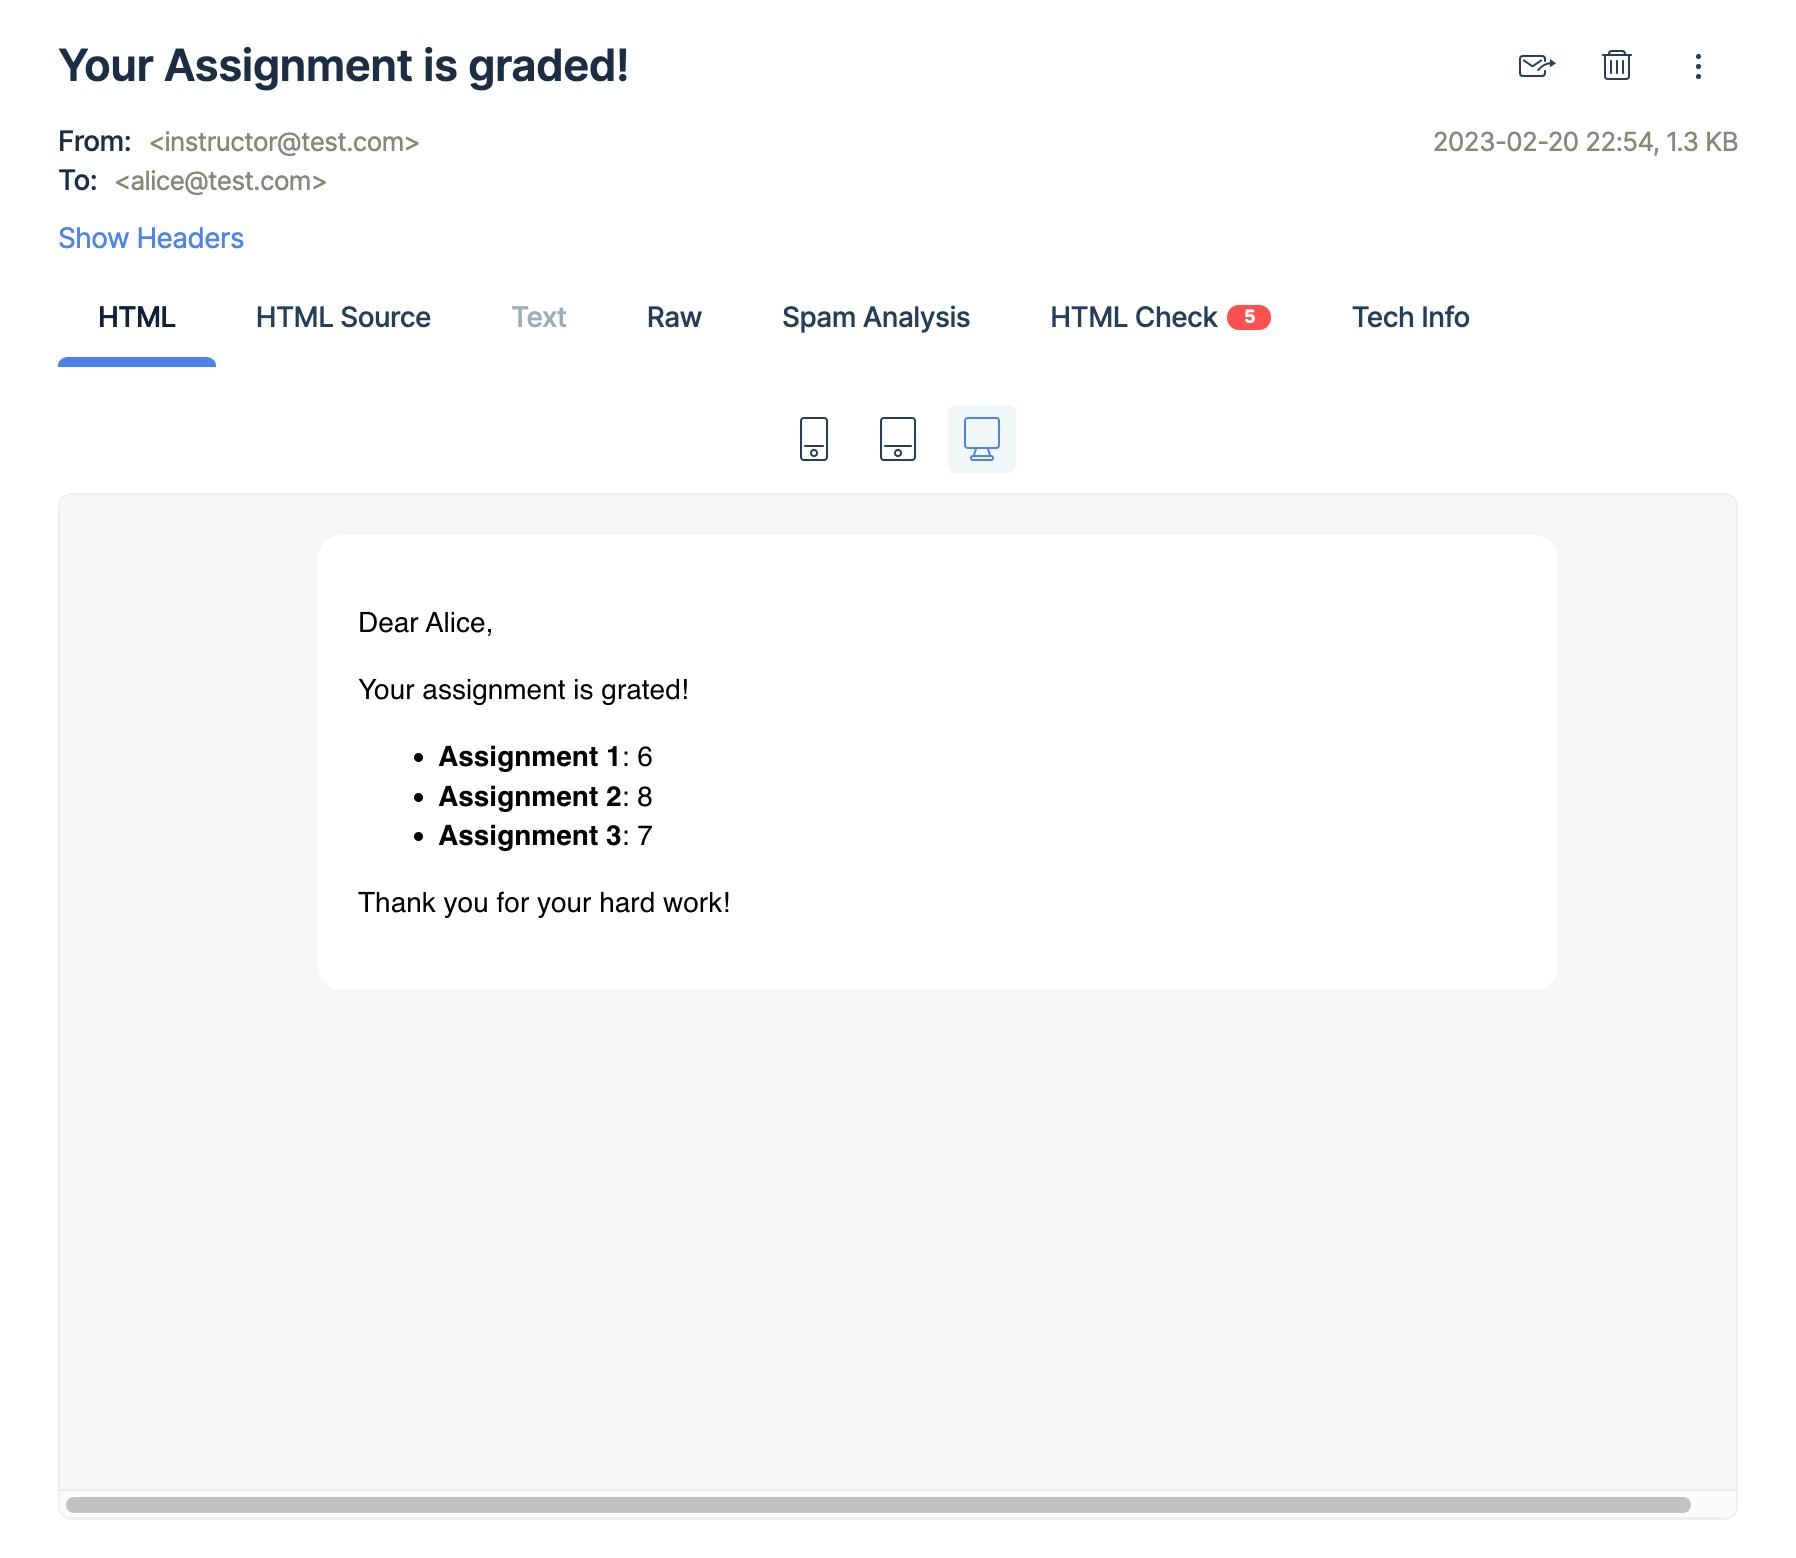 Your Assignment is graded!
From: <instructor@test.com>
2023-02-20 22:54, 1.3 KB
To: <alice@test.com>
Show Headers
HTML HTML Source Text Raw Spam Analysis HTML Check 5 Tech Info
Dear Alice,
Your assignment is grated!
• Assignment 1: 6
• Assignment 2: 8
• Assignment 3: 7
Thank you for your hard work!